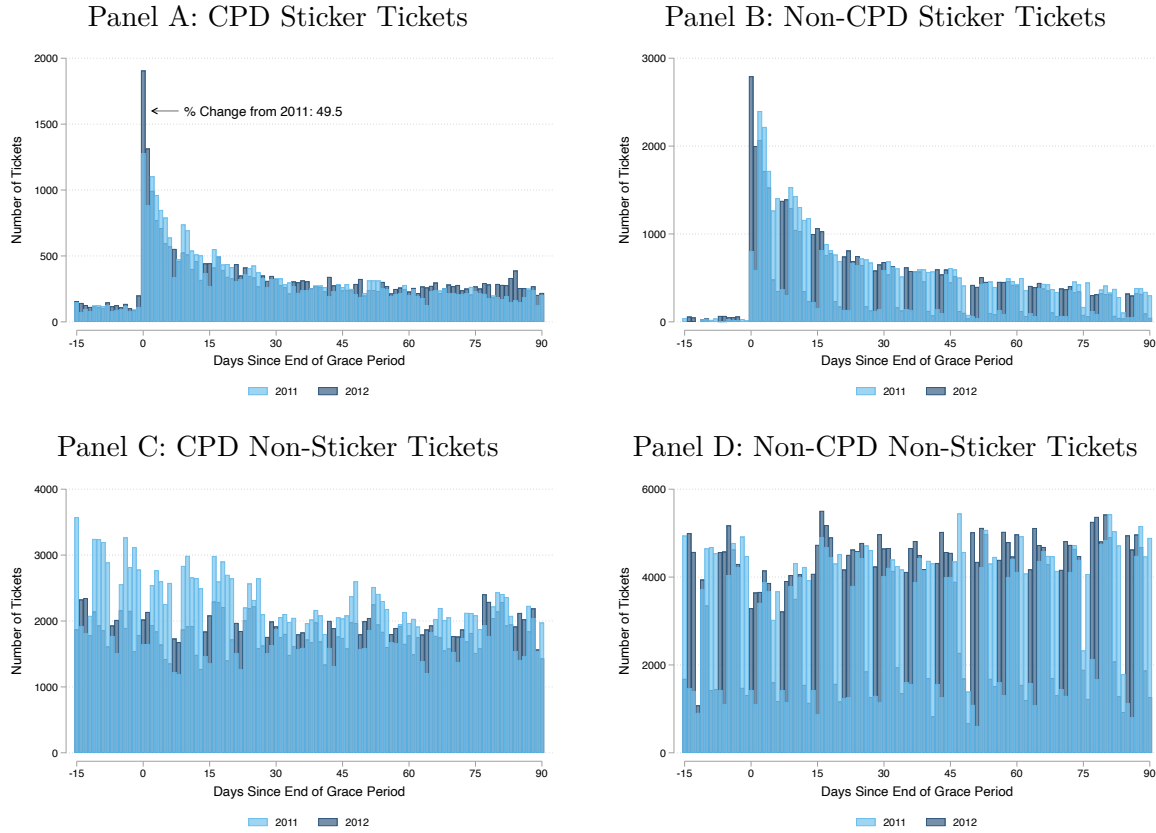 Panel A: CPD Sticker Tickets
2000
1500
1000
500
0
Number of Tickets
% Change from 2011: 49.5
-15 0 15 30 45 60 75 90
Days Since End of Grace Period
2011 2012
Panel B: Non-CPD Sticker Tickets
3000
2000
1000
0
Number of Tickets
-15 0 15 30 45 60 75 90
Days Since End of Grace Period
2011 2012
Panel C: CPD Non-Sticker Tickets
4000
3000
2000
1000
0
Number of Tickets
-15 0 15 30 45 60 75 90
Days Since End of Grace Period
2011 2012
Panel D: Non-CPD Non-Sticker Tickets
6000
4000
2000
0
Number of Tickets
-15 0 15 30 45 60 75 90
Days Since End of Grace Period
2011 2012